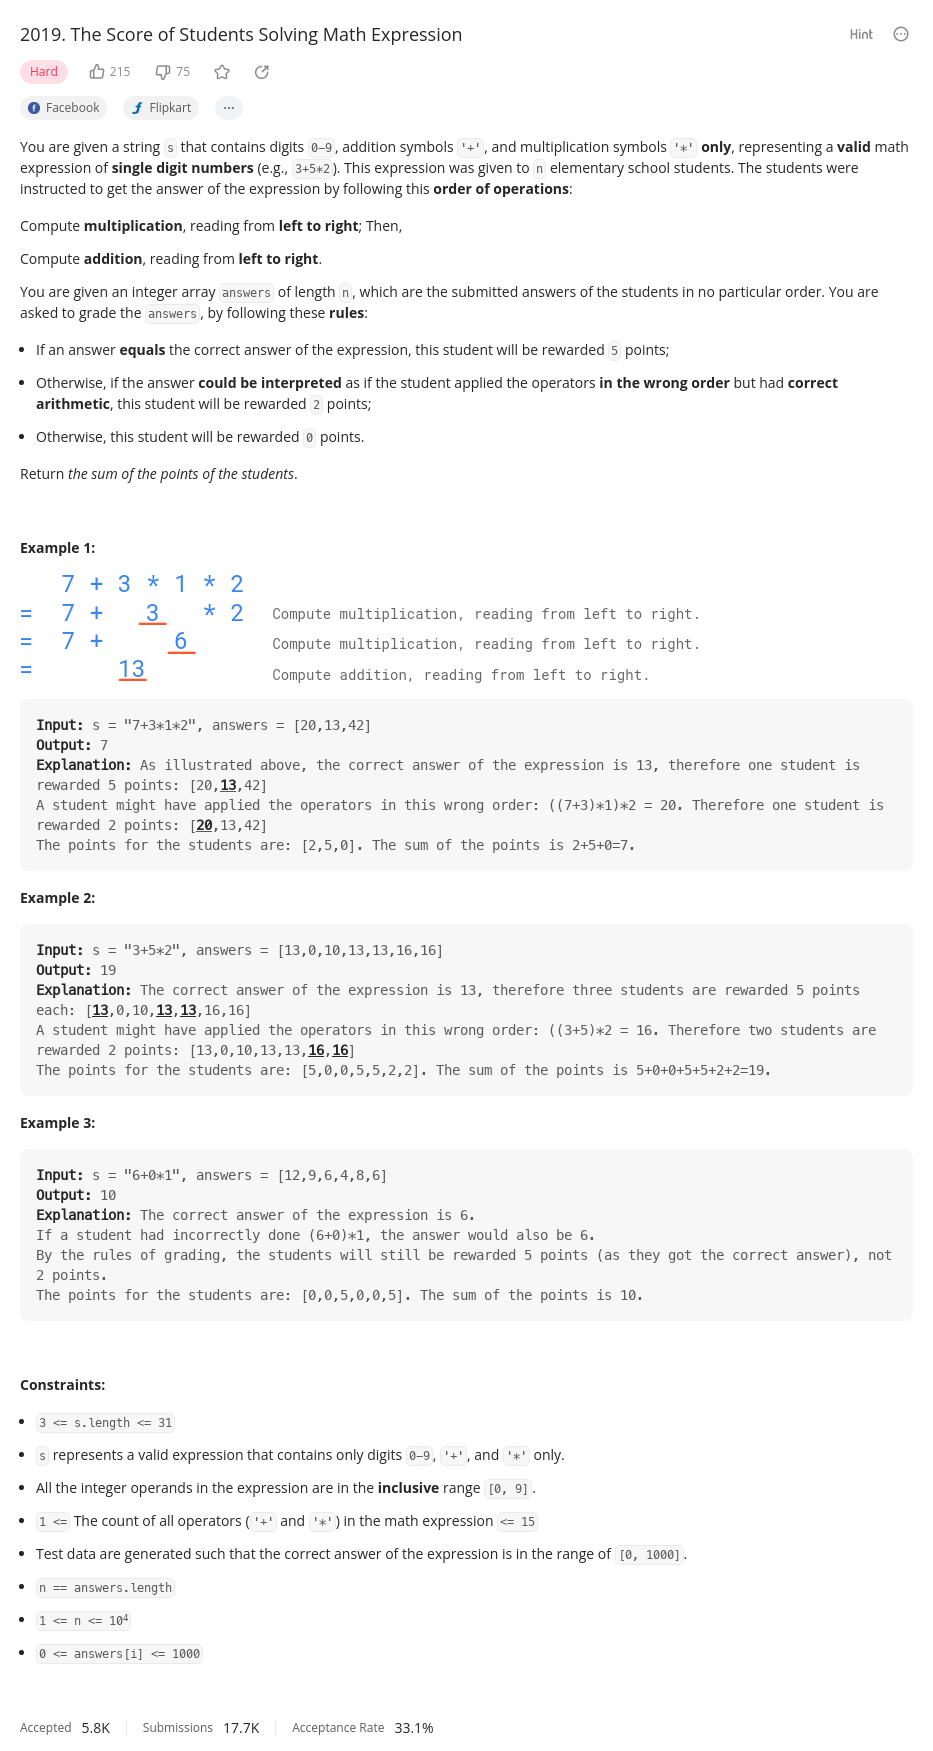 2019. The Score of Students Solving Math Expression
Hint
Hard 215 75
Facebook Flipkart ...
You are given a string s that contains digits 0-9, addition symbols '+', and multiplication symbols '*' only, representing a valid math
expression of single digit numbers (e.g., 3+5*2). This expression was given to n elementary school students. The students were
instructed to get the answer of the expression by following this order of operations:
Compute multiplication, reading from left to right; Then,
Compute addition, reading from left to right.
You are given an integer array answers of length n, which are the submitted answers of the students in no particular order. You are
asked to grade the answers, by following these rules:
• If an answer equals the correct answer of the expression, this student will be rewarded 5 points;
• Otherwise, if the answer could be interpreted as if the student applied the operators in the wrong order but had correct
arithmetic, this student will be rewarded 2 points;
• Otherwise, this student will be rewarded 0 points.
Return the sum of the points of the students.
Example 1:
7 + 3 * 1 * 2
= 7 + 3 * 2 Compute multiplication, reading from left to right.
= 7 + 6 Compute multiplication, reading from left to right.
= 13 Compute addition, reading from left to right.
Input: s = "7+3*1*2", answers = [20,13,42]
Output: 7
Explanation: As illustrated above, the correct answer of the expression is 13, therefore one student is
rewarded 5 points: [20,13,42]
A student might have applied the operators in this wrong order: ((7+3)*1)*2 = 20. Therefore one student is
rewarded 2 points: [20,13,42]
The points for the students are: [2,5,0]. The sum of the points is 2+5+0=7.
Example 2:
Input: s = "3+5*2", answers = [13,0,10,13,13,16,16]
Output: 19
Explanation: The correct answer of the expression is 13, therefore three students are rewarded 5 points
each: [13,0,10,13,13,16,16]
A student might have applied the operators in this wrong order: ((3+5)*2 = 16. Therefore two students are
rewarded 2 points: [13,0,10,13,13,16,16]
The points for the students are: [5,0,0,5,5,2,2]. The sum of the points is 5+0+0+5+5+2+2=19.
Example 3:
Input: s = "6+0*1", answers = [12,9,6,4,8,6]
Output: 10
Explanation: The correct answer of the expression is 6.
If a student had incorrectly done (6+0)*1, the answer would also be 6.
By the rules of grading, the students will still be rewarded 5 points (as they got the correct answer), not
2 points.
The points for the students are: [0,0,5,0,0,5]. The sum of the points is 10.
Constraints:
• 3 <= s.length <= 31
• s represents a valid expression that contains only digits 0-9, '+', and '*' only.
• All the integer operands in the expression are in the inclusive range [0, 9].
• 1 <= The count of all operators ('+' and '*') in the math expression <= 15
• Test data are generated such that the correct answer of the expression is in the range of [0, 1000].
• n == answers.length
• 1 <= n <= 10⁴
• 0 <= answers[i] <= 1000
Accepted 5.8K Submissions 17.7K Acceptance Rate 33.1%